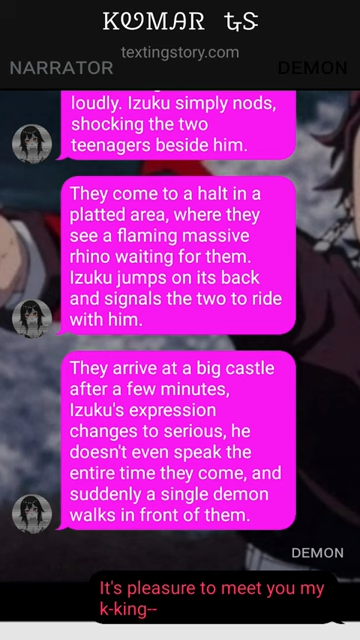 KUMAR TS
textingstory.com
NARRATOR
DEMON
loudly. Izuku simply nods,
shocking the two
teenagers beside him.
They come to a halt in a
platted area, where they
see a flaming massive
rhino waiting for them.
Izuku jumps on its back
and signals the two to ride
with him.
They arrive at a big castle
after a few minutes,
Izuku's expression
changes to serious, he
doesn't even speak the
entire time they come, and
suddenly a single demon
walks in front of them.
DEMON
It's pleasure to meet you my
k-king--